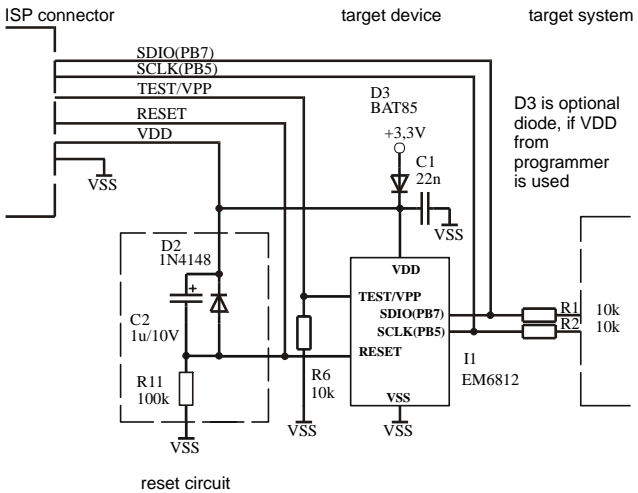 ISP connector
target device
target system
SDIO(PB7)
SCLK(PB5)
TEST/VPP
RESET
VDD
VSS
D3
BAT85
+3,3V
C1
22n
VSS
D3 is optional
diode, if VDD
from
programmer
is used
D2
1N4148
+
C2
1u/10V
R11
100k
VSS
reset circuit
R6
10k
VSS
VDD
TEST/VPP
SDIO(PB7)
SCLK(PB5)
RESET
VSS
I1
EM6812
VSS
R1
R2
10k
10k